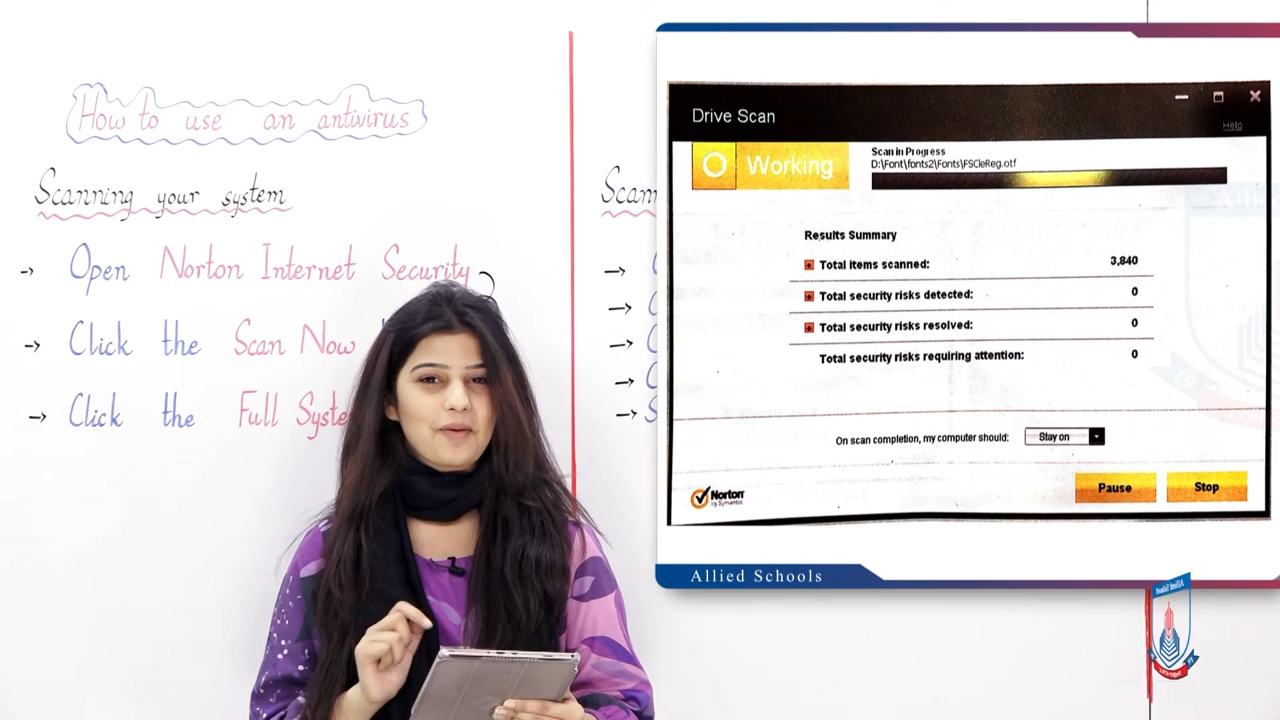 How to use an antivirus
Scanning your system
→ Open Norton Internet Security
→ Click the Scan Now
→ Click the Full Syste
Scann
→
→
→
→
→ S
Drive Scan
Help
Working
Scan in Progress
D:\Font\fonts2\Fonts\FSCleReg.otf
Results Summary
Total items scanned: 3,840
Total security risks detected: 0
Total security risks resolved: 0
Total security risks requiring attention: 0
On scan completion, my computer should: Stay on
Norton
by Symantec
Pause
Stop
Allied Schools